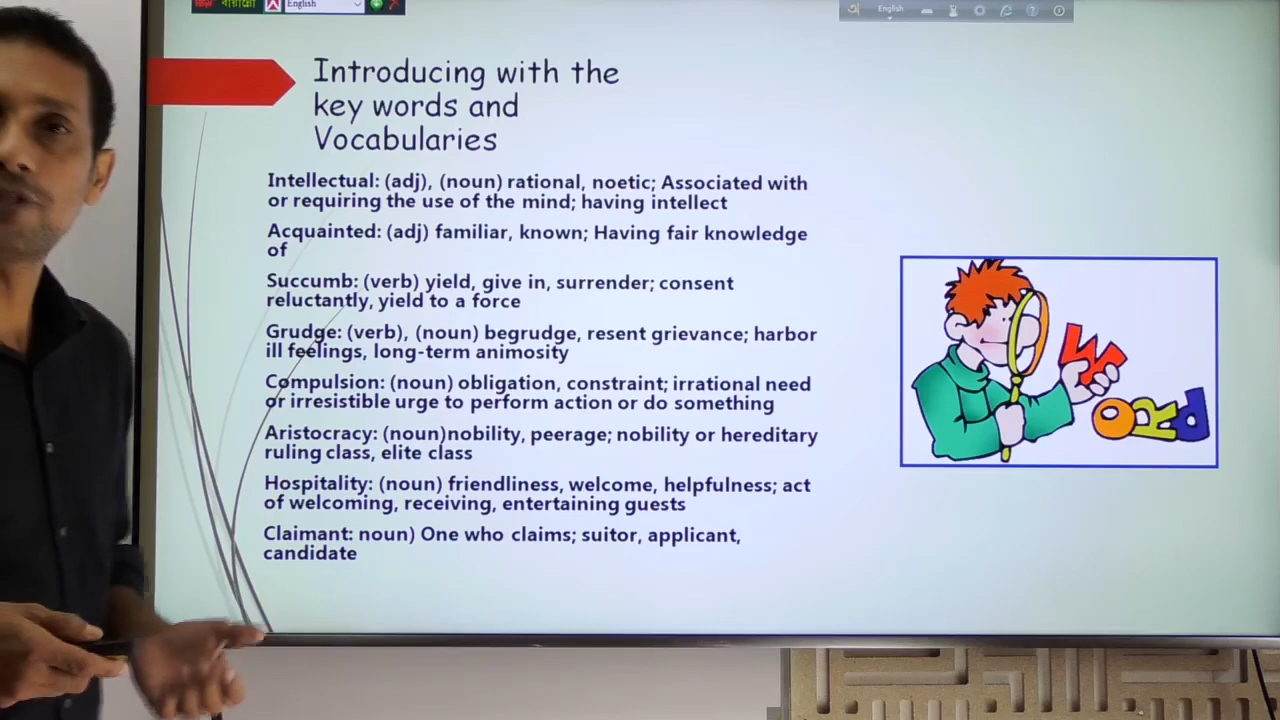 বাংলা
English
English
Introducing with the
key words and
Vocabularies
Intellectual: (adj), (noun) rational, noetic; Associated with
or requiring the use of the mind; having intellect
Acquainted: (adj) familiar, known; Having fair knowledge
of
Succumb: (verb) yield, give in, surrender; consent
reluctantly, yield to a force
Grudge: (verb), (noun) begrudge, resent grievance; harbor
ill feelings, long-term animosity
Compulsion: (noun) obligation, constraint; irrational need
or irresistible urge to perform action or do something
Aristocracy: (noun)nobility, peerage; nobility or hereditary
ruling class, elite class
Hospitality: (noun) friendliness, welcome, helpfulness; act
of welcoming, receiving, entertaining guests
Claimant: noun) One who claims; suitor, applicant,
candidate
WORd